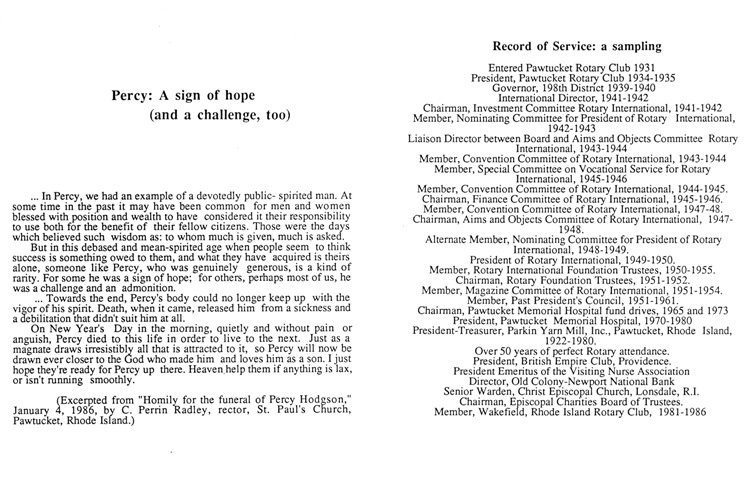 Percy: A sign of hope
(and a challenge, too)
... In Percy, we had an example of a devotedly public- spirited man. At
some time in the past it may have been common for men and women
blessed with position and wealth to have considered it their responsibility
to use both for the benefit of their fellow citizens. Those were the days
which believed such wisdom as: to whom much is given, much is asked.
But in this debased and mean-spirited age when people seem to think
success is something owed to them, and what they have acquired is theirs
alone, someone like Percy, who was genuinely generous, is a kind of
rarity. For some he was a sign of hope; for others, perhaps most of us, he
was a challenge and an admonition.
... Towards the end, Percy's body could no longer keep up with the
vigor of his spirit. Death, when it came, released him from a sickness and
a debilitation that didn't suit him at all.
On New Year's Day in the morning, quietly and without pain or
anguish, Percy died to this life in order to live to the next. Just as a
magnate draws irresistibly all that is attracted to it, so Percy will now be
drawn ever closer to the God who made him and loves him as a son. I just
hope they're ready for Percy up there. Heaven help them if anything is lax,
or isn't running smoothly.
(Excerpted from "Homily for the funeral of Percy Hodgson,"
January 4, 1986, by C. Perrin Radley, rector, St. Paul's Church,
Pawtucket, Rhode Island.)
Record of Service: a sampling
Entered Pawtucket Rotary Club 1931
President, Pawtucket Rotary Club 1934-1935
Governor, 198th District 1939-1940
International Director, 1941-1942
Chairman, Investment Committee Rotary International, 1941-1942
Member, Nominating Committee for President of Rotary International,
1942-1943
Liaison Director between Board and Aims and Objects Committee Rotary
International, 1943-1944
Member, Convention Committee of Rotary International, 1943-1944
Member, Special Committee on Vocational Service for Rotary
International, 1945-1946
Member, Convention Committee of Rotary International, 1944-1945.
Chairman, Finance Committee of Rotary International, 1945-1946.
Member, Convention Committee of Rotary International, 1947-48.
Chairman, Aims and Objects Committee of Rotary International, 1947-
1948.
Alternate Member, Nominating Committee for President of Rotary
International, 1948-1949.
President of Rotary International, 1949-1950.
Member, Rotary International Foundation Trustees, 1950-1955.
Chairman, Rotary Foundation Trustees, 1951-1952.
Member, Magazine Committee of Rotary International, 1951-1954.
Member, Past President's Council, 1951-1961.
Chairman, Pawtucket Memorial Hospital fund drives, 1965 and 1973
President, Pawtucket Memorial Hospital, 1970-1980
President-Treasurer, Parkin Yarn Mill, Inc., Pawtucket, Rhode Island,
1922-1980.
Over 50 years of perfect Rotary attendance.
President, British Empire Club, Providence.
President Emeritus of the Visiting Nurse Association
Director, Old Colony-Newport National Bank
Senior Warden, Christ Episcopal Church, Lonsdale, R.I.
Chairman, Episcopal Charities Board of Trustees.
Member, Wakefield, Rhode Island Rotary Club, 1981-1986